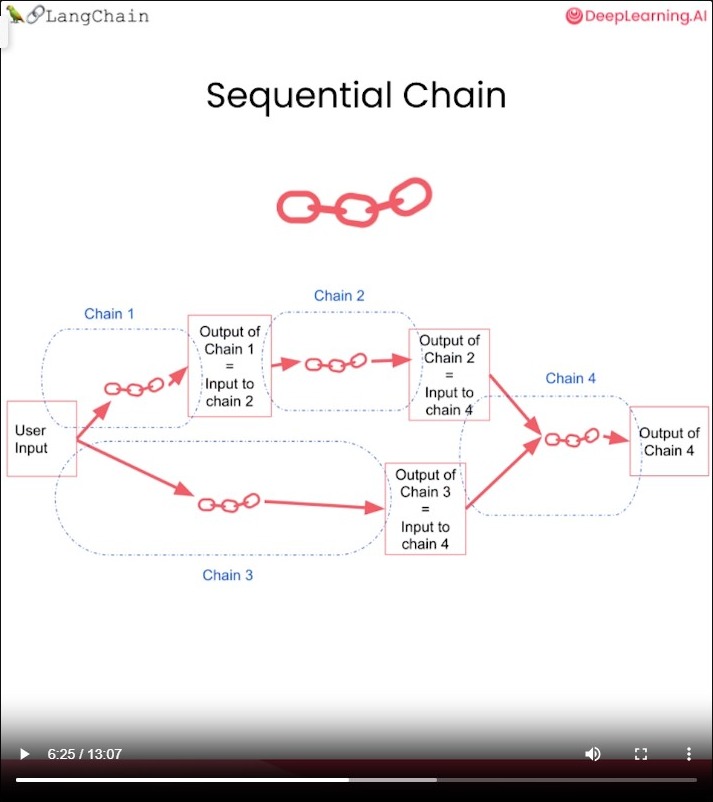 LangChain
DeepLearning.AI
Sequential Chain
Chain 1
Chain 2
Chain 4
Chain 3
User
Input
Output of
Chain 1
=
Input to
chain 2
Output of
Chain 2
=
Input to
chain 4
Output of
Chain 3
=
Input to
chain 4
Output of
Chain 4
6:25 / 13:07